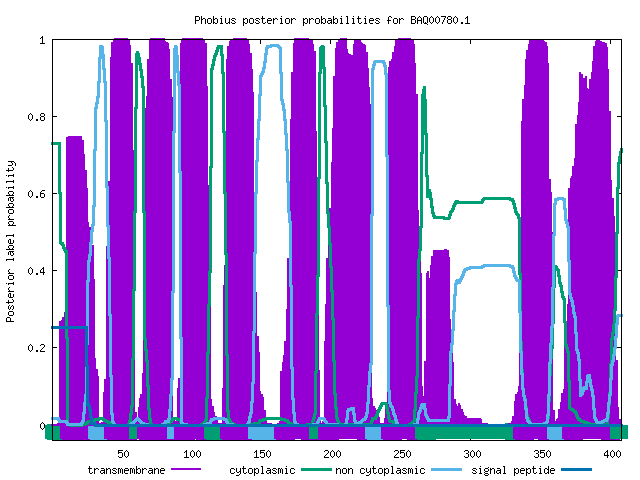 Phobius posterior probabilities for BAQ00780.1
Posterior label probability
1
0.8
0.6
0.4
0.2
0
50
100
150
200
250
300
350
400
transmembrane
cytoplasmic
non cytoplasmic
signal peptide